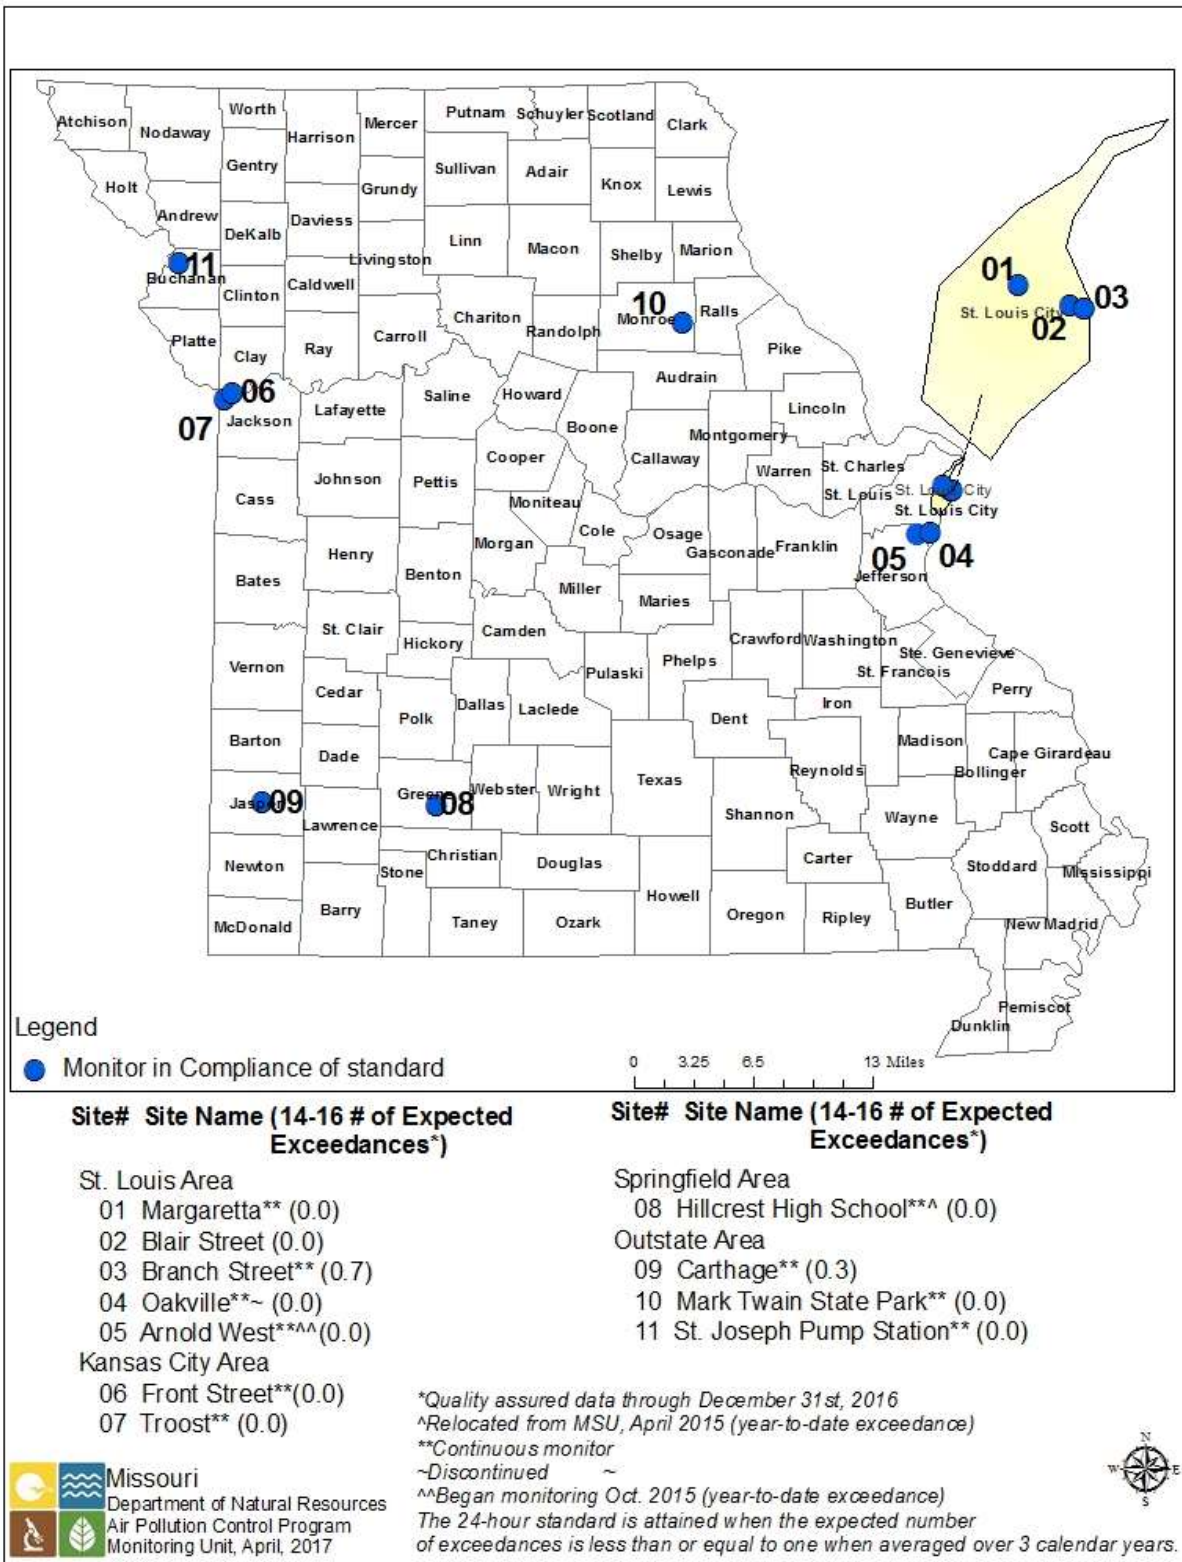 Atchison
Nodaway
Worth
Harrison
Mercer
Putnam
Schuyler
Scotland
Clark
Holt
Gentry
Grundy
Sullivan
Adair
Knox
Lewis
Andrew
DeKalb
Daviess
Livingston
Linn
Macon
Shelby
Marion
01
11
Buchanan
Clinton
Caldwell
03
St. Louis City
02
10
Monroe
Ralls
Chariton
Randolph
Platte
Clay
Ray
Carroll
Pike
Audrain
06
07
Jackson
Lafayette
Saline
Howard
Boone
Lincoln
Montgomery
Callaway
Cooper
Warren
St. Charles
Cass
Johnson
Pettis
Moniteau
St. Louis
St. Louis City
St. Louis City
Henry
Morgan
Cole
Osage
Gasconade
Franklin
05
04
Jefferson
Bates
Benton
Miller
Maries
St. Clair
Hickory
Camden
Crawford
Washington
Ste. Genevieve
St. Francois
Vernon
Cedar
Pulaski
Phelps
Perry
Polk
Dallas
Laclede
Dent
Iron
Barton
Dade
Madison
Cape Girardeau
Bollinger
Reynolds
Jasper
09
Greene
08
Webster
Wright
Texas
Shannon
Wayne
Scott
Lawrence
Newton
Christian
Stone
Douglas
Carter
Stoddard
Mississippi
McDonald
Barry
Taney
Ozark
Howell
Oregon
Ripley
Butler
New Madrid
Pemiscot
Dunklin
Legend
Monitor in Compliance of standard
0 3.25 6.5 13 Miles
Site# Site Name (14-16 # of Expected
Exceedances*)
St. Louis Area
01 Margaretta** (0.0)
02 Blair Street (0.0)
03 Branch Street** (0.7)
04 Oakville**~ (0.0)
05 Arnold West**^^(0.0)
Kansas City Area
06 Front Street**(0.0)
07 Troost** (0.0)
Site# Site Name (14-16 # of Expected
Exceedances*)
Springfield Area
08 Hillcrest High School**^ (0.0)
Outstate Area
09 Carthage** (0.3)
10 Mark Twain State Park** (0.0)
11 St. Joseph Pump Station** (0.0)
*Quality assured data through December 31st, 2016
^Relocated from MSU, April 2015 (year-to-date exceedance)
**Continuous monitor
~Discontinued ~
^^Began monitoring Oct. 2015 (year-to-date exceedance)
The 24-hour standard is attained when the expected number
of exceedances is less than or equal to one when averaged over 3 calendar years.
Missouri
Department of Natural Resources
Air Pollution Control Program
Monitoring Unit, April, 2017
N
W E
S